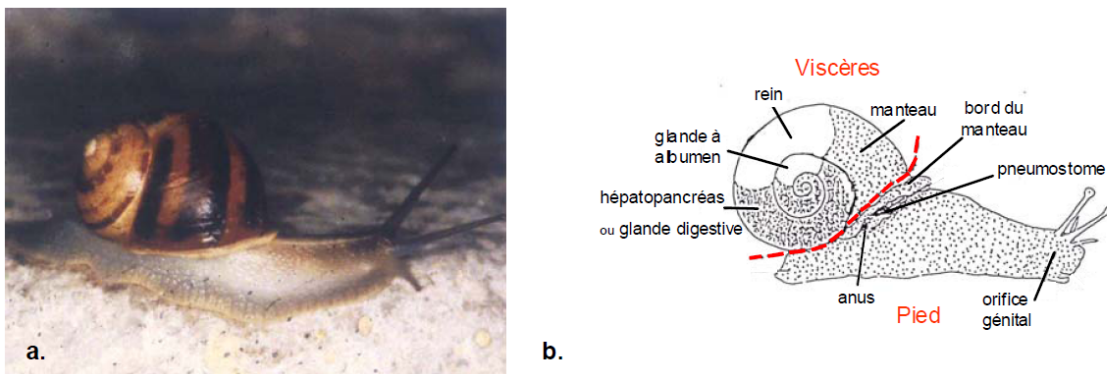 a.
b.
Viscères
rein
manteau
bord du
manteau
glande à
albumen
pneumostome
hépatopancréas
ou glande digestive
anus
orifice
génital
Pied